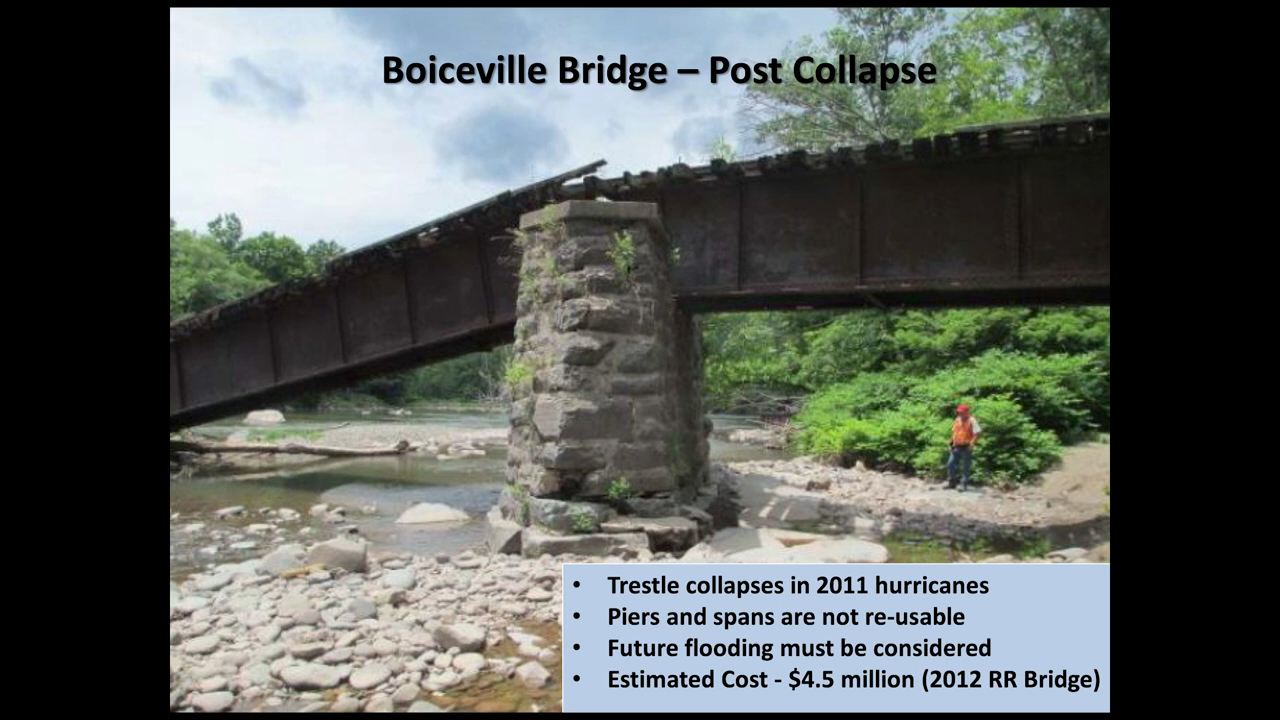 Boiceville Bridge – Post Collapse
• Trestle collapses in 2011 hurricanes
• Piers and spans are not re-usable
• Future flooding must be considered
• Estimated Cost - $4.5 million (2012 RR Bridge)